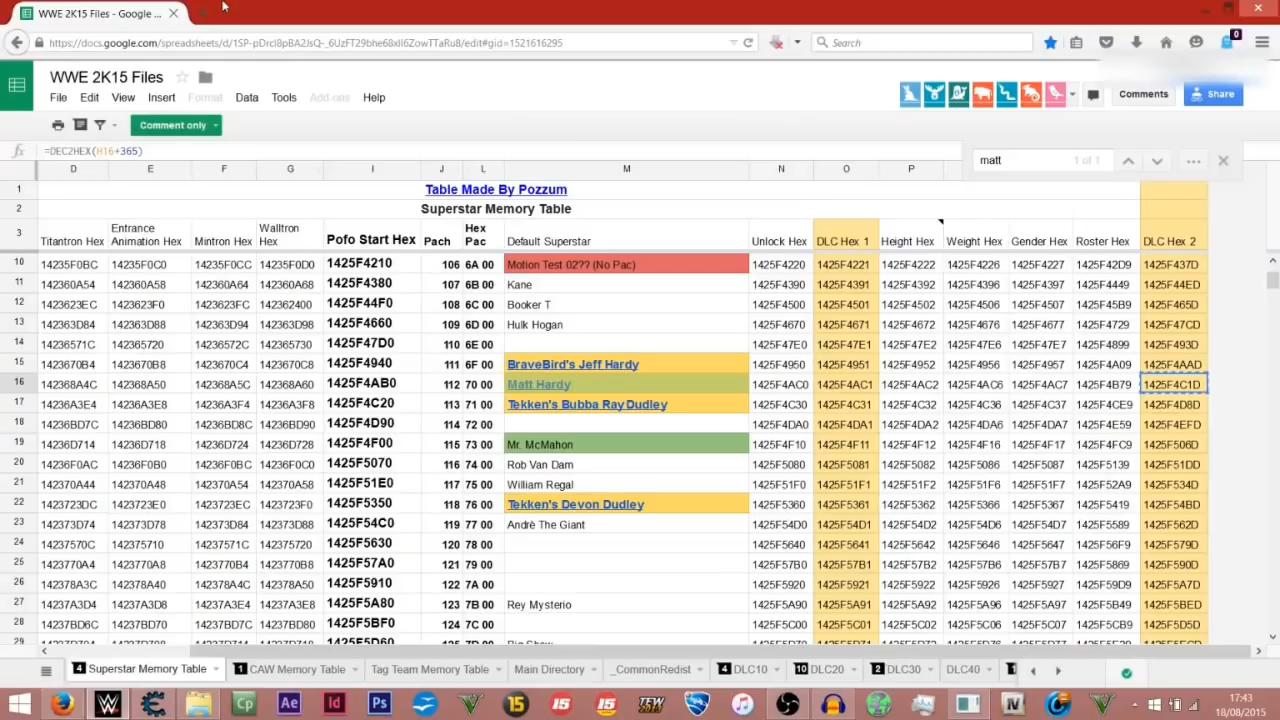 WWE 2K15 Files - Google ...
https://docs.google.com/spreadsheets/d/1SP-pDrcl8pBA2JsQ-_6UzFT29bhe68xll6ZowTTaRu8/edit#gid=1521616295
Search
0
WWE 2K15 Files
File Edit View Insert Format Data Tools Add-ons Help
Comments
Share
Comment only
fx =DEC2HEX(H16+365)
matt 1 of 1
D E F G I J L M N O P
1 Table Made By Pozzum
2 Superstar Memory Table
3 Titantron Hex Entrance Animation Hex Mintron Hex Walltron Hex Pofo Start Hex Pach Hex Pac Default Superstar Unlock Hex DLC Hex 1 Height Hex Weight Hex Gender Hex Roster Hex DLC Hex 2
10 14235F0BC 14235F0C0 14235F0CC 14235F0D0 1425F4210 106 6A 00 Motion Test 02?? (No Pac) 1425F4220 1425F4221 1425F4222 1425F4226 1425F4227 1425F42D9 1425F437D
11 142360A54 142360A58 142360A64 142360A68 1425F4380 107 6B 00 Kane 1425F4390 1425F4391 1425F4392 1425F4396 1425F4397 1425F4449 1425F44ED
12 1423623EC 1423623F0 1423623FC 142362400 1425F44F0 108 6C 00 Booker T 1425F4500 1425F4501 1425F4502 1425F4506 1425F4507 1425F45B9 1425F465D
13 142363D84 142363D88 142363D94 142363D98 1425F4660 109 6D 00 Hulk Hogan 1425F4670 1425F4671 1425F4672 1425F4676 1425F4677 1425F4729 1425F47CD
14 14236571C 142365720 14236572C 142365730 1425F47D0 110 6E 00 1425F47E0 1425F47E1 1425F47E2 1425F47E6 1425F47E7 1425F4899 1425F493D
15 1423670B4 1423670B8 1423670C4 1423670C8 1425F4940 111 6F 00 BraveBird's Jeff Hardy 1425F4950 1425F4951 1425F4952 1425F4956 1425F4957 1425F4A09 1425F4AAD
16 142368A4C 142368A50 142368A5C 142368A60 1425F4AB0 112 70 00 Matt Hardy 1425F4AC0 1425F4AC1 1425F4AC2 1425F4AC6 1425F4AC7 1425F4B79 1425F4C1D
17 14236A3E4 14236A3E8 14236A3F4 14236A3F8 1425F4C20 113 71 00 Tekken's Bubba Ray Dudley 1425F4C30 1425F4C31 1425F4C32 1425F4C36 1425F4C37 1425F4CE9 1425F4D8D
18 14236BD7C 14236BD80 14236BD8C 14236BD90 1425F4D90 114 72 00 1425F4DA0 1425F4DA1 1425F4DA2 1425F4DA6 1425F4DA7 1425F4E59 1425F4EFD
19 14236D714 14236D718 14236D724 14236D728 1425F4F00 115 73 00 Mr. McMahon 1425F4F10 1425F4F11 1425F4F12 1425F4F16 1425F4F17 1425F4FC9 1425F506D
20 14236F0AC 14236F0B0 14236F0BC 14236F0C0 1425F5070 116 74 00 Rob Van Dam 1425F5080 1425F5081 1425F5082 1425F5086 1425F5087 1425F5139 1425F51DD
21 142370A44 142370A48 142370A54 142370A58 1425F51E0 117 75 00 William Regal 1425F51F0 1425F51F1 1425F51F2 1425F51F6 1425F51F7 1425F52A9 1425F534D
22 1423723DC 1423723E0 1423723EC 1423723F0 1425F5350 118 76 00 Tekken's Devon Dudley 1425F5360 1425F5361 1425F5362 1425F5366 1425F5367 1425F5419 1425F54BD
23 142373D74 142373D78 142373D84 142373D88 1425F54C0 119 77 00 Andrè The Giant 1425F54D0 1425F54D1 1425F54D2 1425F54D6 1425F54D7 1425F5589 1425F562D
24 14237570C 142375710 14237571C 142375720 1425F5630 120 78 00 1425F5640 1425F5641 1425F5642 1425F5646 1425F5647 1425F56F9 1425F579D
25 1423770A4 1423770A8 1423770B4 1423770B8 1425F57A0 121 79 00 1425F57B0 1425F57B1 1425F57B2 1425F57B6 1425F57B7 1425F5869 1425F590D
26 142378A3C 142378A40 142378A4C 142378A50 1425F5910 122 7A 00 1425F5920 1425F5921 1425F5922 1425F5926 1425F5927 1425F59D9 1425F5A7D
27 14237A3D4 14237A3D8 14237A3E4 14237A3E8 1425F5A80 123 7B 00 Rey Mysterio 1425F5A90 1425F5A91 1425F5A92 1425F5A96 1425F5A97 1425F5B49 1425F5BED
28 14237BD6C 14237BD70 14237BD7C 14237BD80 1425F5BF0 124 7C 00 1425F5C00 1425F5C01 1425F5C02 1425F5C06 1425F5C07 1425F5CB9 1425F5D5D
29
4 Superstar Memory Table 1 CAW Memory Table Tag Team Memory Table Main Directory _CommonRedist 4 DLC10 10 DLC20 2 DLC30 DLC40
17:43
18/08/2015